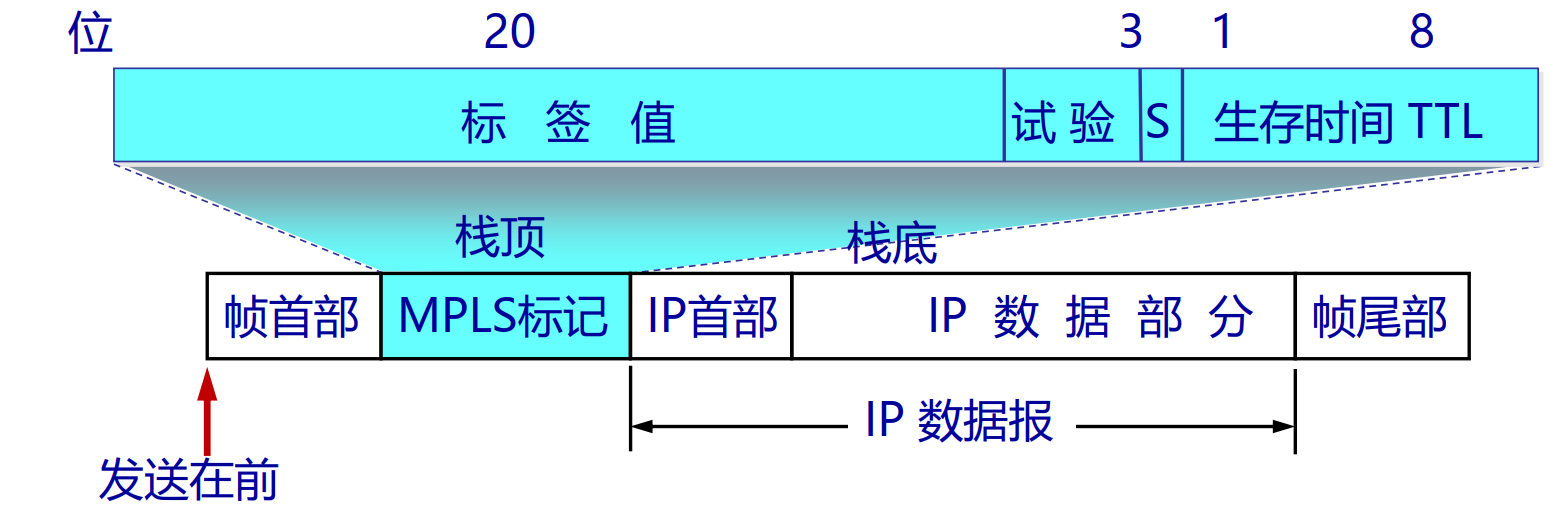 位 20 3 1 8
标 签 值 试 验 S 生存时间 TTL
栈顶 栈底
帧首部 MPLS标记 IP首部 IP 数 据 部 分 帧尾部
IP 数据报
发送在前